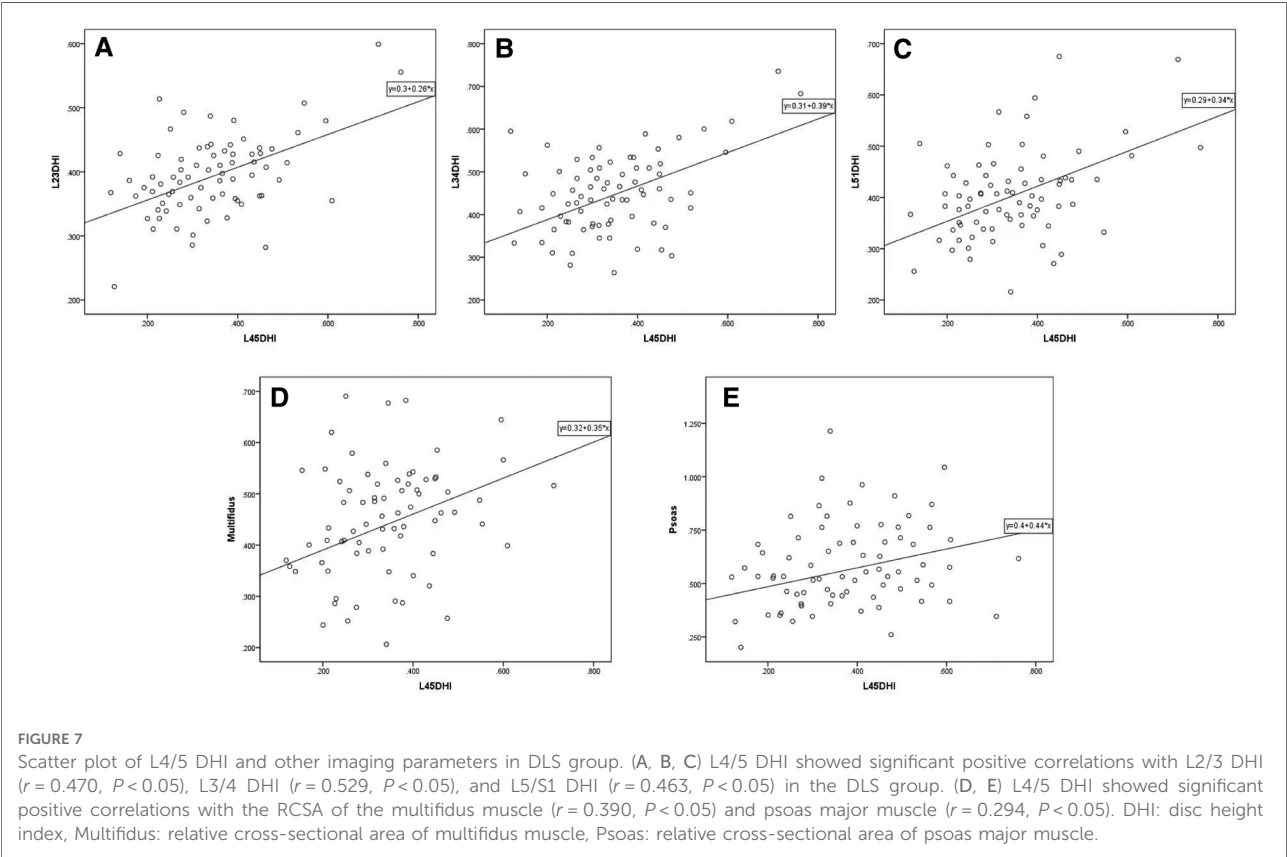 A
L23DHI
.600
.500
.400
.300
.200
y=0.3+0.26*x
.200 .400 .600 .800
L45DHI
B
L34DHI
.800
.700
.600
.500
.400
.300
.200
y=0.31+0.39*x
.200 .400 .600 .800
L45DHI
C
L51DHI
.700
.600
.500
.400
.300
.200
y=0.29+0.34*x
.200 .400 .600 .800
L45DHI
D
Multifidus
.700
.600
.500
.400
.300
.200
y=0.32+0.35*x
.200 .400 .600 .800
L45DHI
E
Psoas
1.250
1.000
.750
.500
.250
y=0.4+0.44*x
.200 .400 .600 .800
L45DHI
FIGURE 7
Scatter plot of L4/5 DHI and other imaging parameters in DLS group. (A, B, C) L4/5 DHI showed significant positive correlations with L2/3 DHI
(r = 0.470, P < 0.05), L3/4 DHI (r = 0.529, P < 0.05), and L5/S1 DHI (r = 0.463, P < 0.05) in the DLS group. (D, E) L4/5 DHI showed significant
positive correlations with the RCSA of the multifidus muscle (r = 0.390, P < 0.05) and psoas major muscle (r = 0.294, P < 0.05). DHI: disc height
index, Multifidus: relative cross-sectional area of multifidus muscle, Psoas: relative cross-sectional area of psoas major muscle.